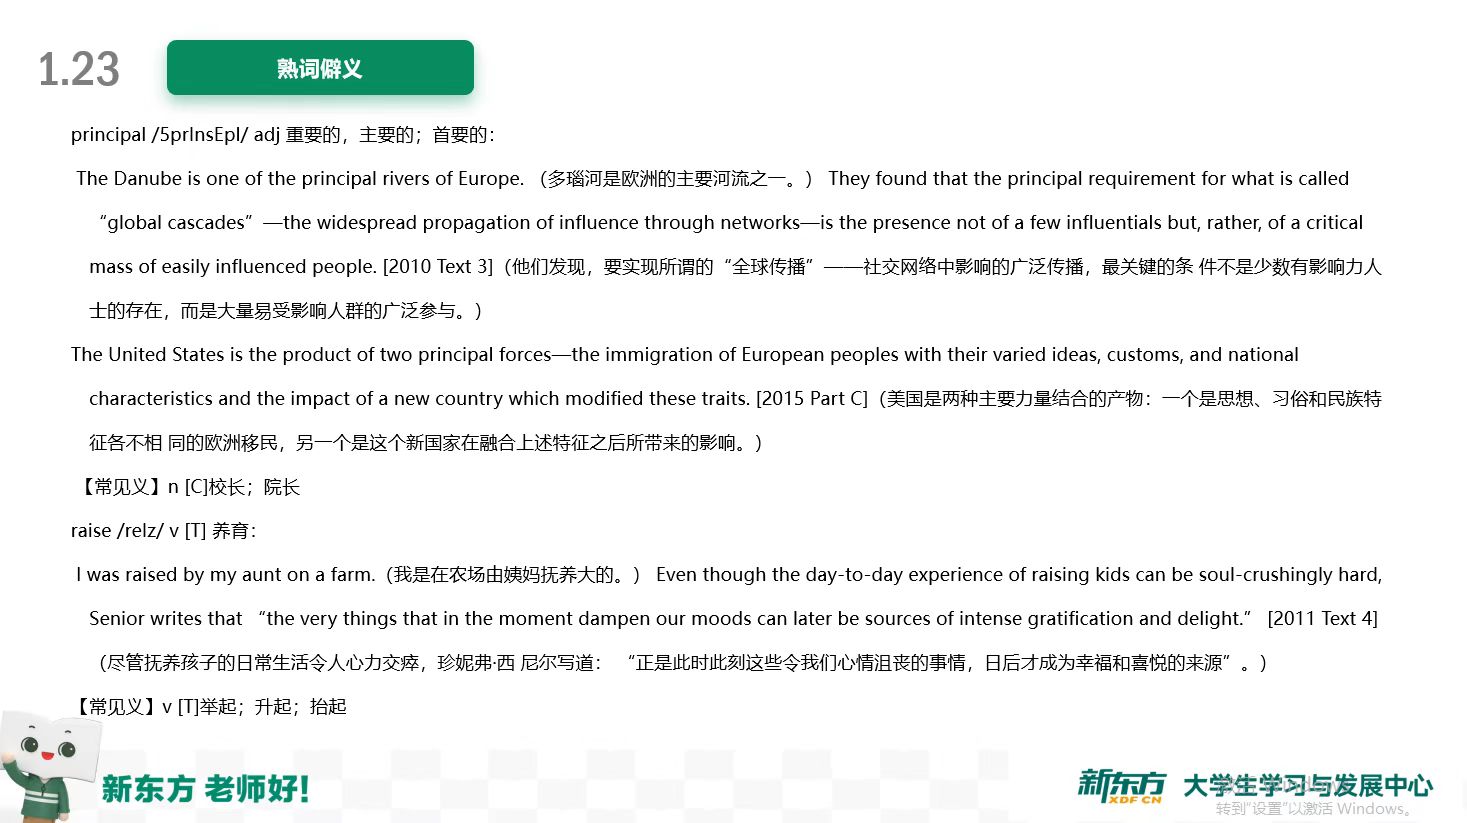 1.23
熟词僻义
principal /5prInsEpl/ adj 重要的，主要的；首要的：
The Danube is one of the principal rivers of Europe. （多瑙河是欧洲的主要河流之一。） They found that the principal requirement for what is called
“global cascades”—the widespread propagation of influence through networks—is the presence not of a few influentials but, rather, of a critical
mass of easily influenced people. [2010 Text 3]（他们发现，要实现所谓的“全球传播”——社交网络中影响的广泛传播，最关键的条 件不是少数有影响力人
士的存在，而是大量易受影响人群的广泛参与。）
The United States is the product of two principal forces—the immigration of European peoples with their varied ideas, customs, and national
characteristics and the impact of a new country which modified these traits. [2015 Part C]（美国是两种主要力量结合的产物：一个是思想、习俗和民族特
征各不相 同的欧洲移民，另一个是这个新国家在融合上述特征之后所带来的影响。）
【常见义】n [C]校长；院长
raise /reIz/ v [T] 养育：
I was raised by my aunt on a farm.（我是在农场由姨妈抚养大的。） Even though the day-to-day experience of raising kids can be soul-crushingly hard,
Senior writes that “the very things that in the moment dampen our moods can later be sources of intense gratification and delight.” [2011 Text 4]
（尽管抚养孩子的日常生活令人心力交瘁，珍妮弗·西 尼尔写道： “正是此时此刻这些令我们心情沮丧的事情，日后才成为幸福和喜悦的来源”。）
【常见义】v [T]举起；升起；抬起
新东方 老师好！
新东方 XDF.CN 大学生学习与发展中心
激活 Windows
转到“设置”以激活 Windows。